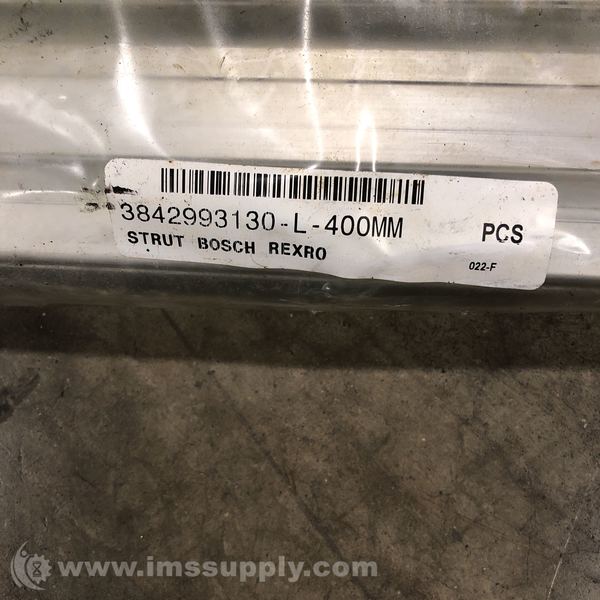 3842993130-L-400MM
PCS
STRUT BOSCH REXRO
022-F
www.imssupply.com